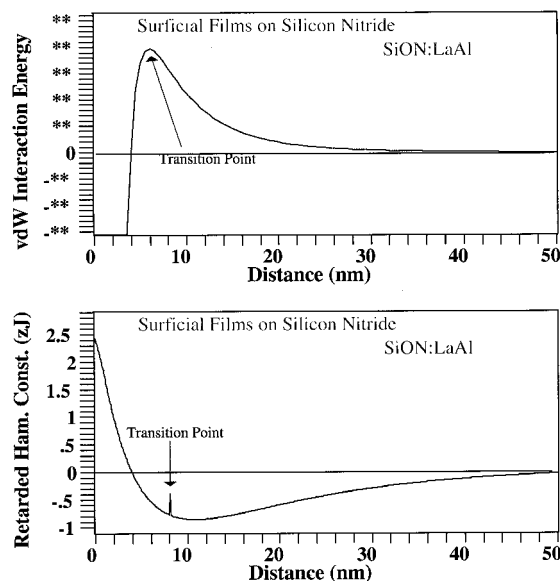 Surficial Films on Silicon Nitride
SiON:LaAl
vdW Interaction Energy
**
**
**
**
0
-**
-**
-**
Transition Point
0
10
20
30
40
50
Distance (nm)
Surficial Films on Silicon Nitride
SiON:LaAl
Retarded Ham. Const. (zJ)
2.5
1.5
1
0
-.5
-1
Transition Point
0
10
20
30
40
50
Distance (nm)